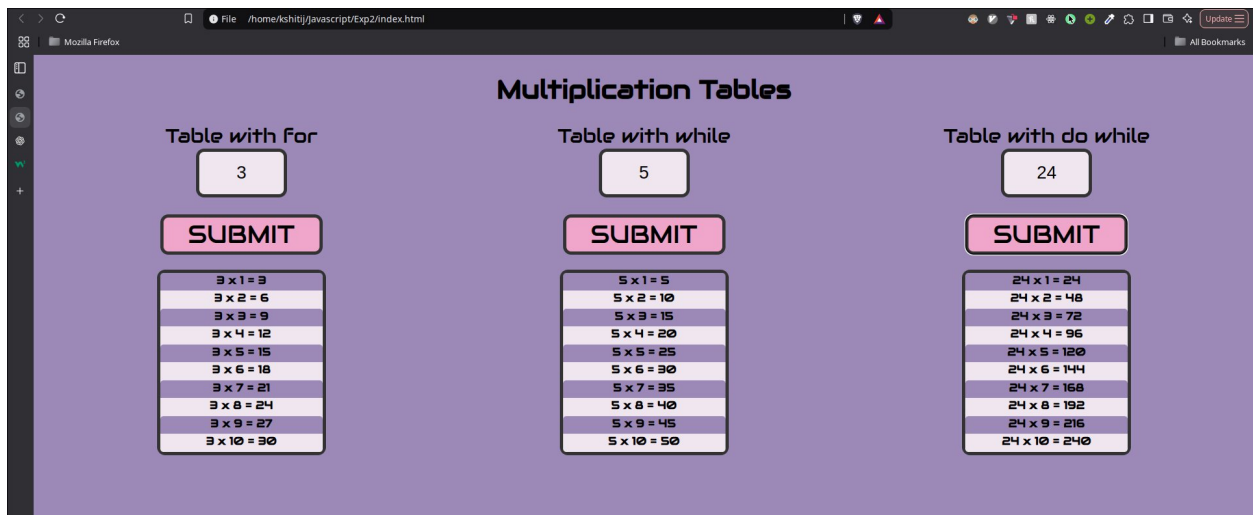 File /home/kshitij/Javascript/Exp2/index.html
Update
Mozilla Firefox
All Bookmarks
Multiplication Tables
Table with for
3
SUBMIT
3 x 1 = 3
3 x 2 = 6
3 x 3 = 9
3 x 4 = 12
3 x 5 = 15
3 x 6 = 18
3 x 7 = 21
3 x 8 = 24
3 x 9 = 27
3 x 10 = 30
Table with while
5
SUBMIT
5 x 1 = 5
5 x 2 = 10
5 x 3 = 15
5 x 4 = 20
5 x 5 = 25
5 x 6 = 30
5 x 7 = 35
5 x 8 = 40
5 x 9 = 45
5 x 10 = 50
Table with do while
24
SUBMIT
24 x 1 = 24
24 x 2 = 48
24 x 3 = 72
24 x 4 = 96
24 x 5 = 120
24 x 6 = 144
24 x 7 = 168
24 x 8 = 192
24 x 9 = 216
24 x 10 = 240